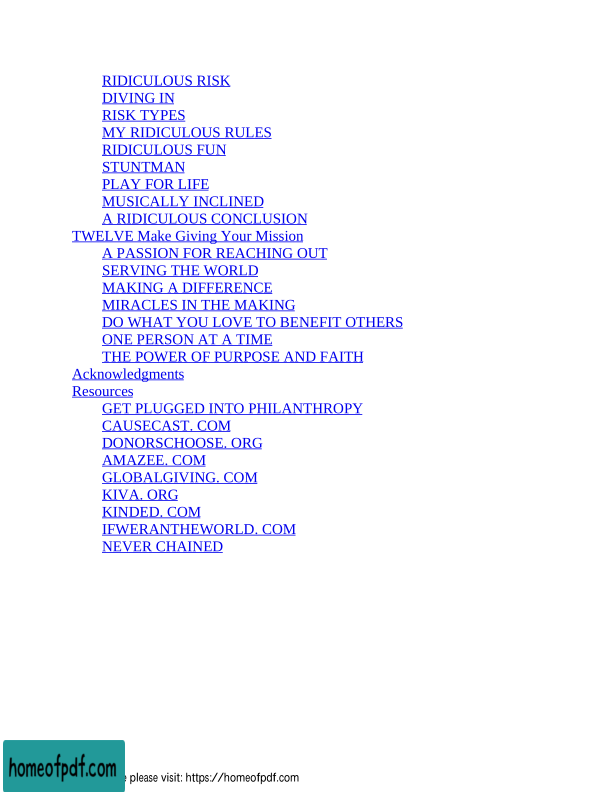 RIDICULOUS RISK
DIVING IN
RISK TYPES
MY RIDICULOUS RULES
RIDICULOUS FUN
STUNTMAN
PLAY FOR LIFE
MUSICALLY INCLINED
A RIDICULOUS CONCLUSION
TWELVE Make Giving Your Mission
A PASSION FOR REACHING OUT
SERVING THE WORLD
MAKING A DIFFERENCE
MIRACLES IN THE MAKING
DO WHAT YOU LOVE TO BENEFIT OTHERS
ONE PERSON AT A TIME
THE POWER OF PURPOSE AND FAITH
Acknowledgments
Resources
GET PLUGGED INTO PHILANTHROPY
CAUSECAST. COM
DONORSCHOOSE. ORG
AMAZEE. COM
GLOBALGIVING. COM
KIVA. ORG
KINDED. COM
IFWERANTHEWORLD. COM
NEVER CHAINED
homeofpdf.com
please visit: https://homeofpdf.com